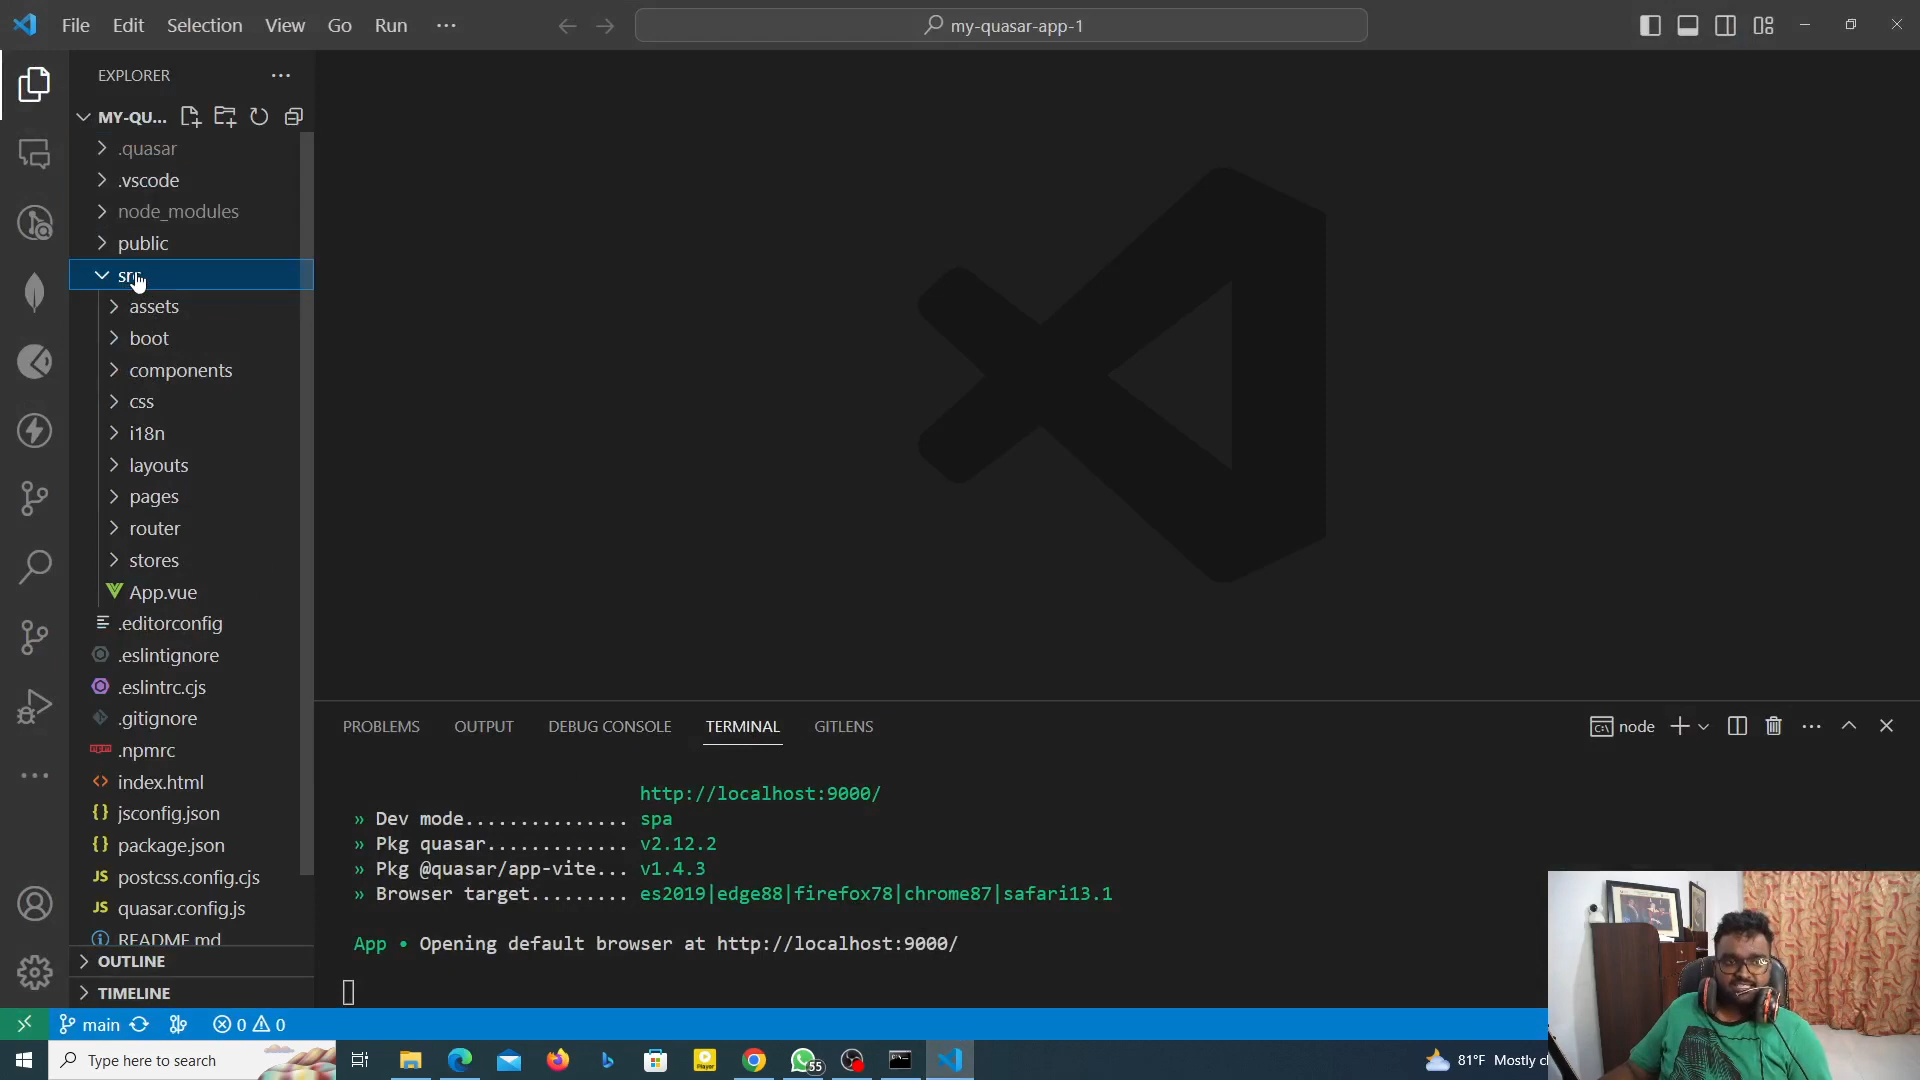 File Edit Selection View Go Run ···
my-quasar-app-1
EXPLORER
MY-QU...
.quasar
.vscode
node_modules
public
src
assets
boot
components
css
i18n
layouts
pages
router
stores
App.vue
.editorconfig
.eslintignore
.eslintrc.cjs
.gitignore
.npmrc
index.html
jsconfig.json
package.json
postcss.config.cjs
quasar.config.js
README.md
OUTLINE
TIMELINE
PROBLEMS OUTPUT DEBUG CONSOLE TERMINAL GITLENS
node
http://localhost:9000/
» Dev mode............... spa
» Pkg quasar............. v2.12.2
» Pkg @quasar/app-vite... v1.4.3
» Browser target......... es2019|edge88|firefox78|chrome87|safari13.1
App • Opening default browser at http://localhost:9000/
main 0 0
Type here to search
Player
55
81°F Mostly